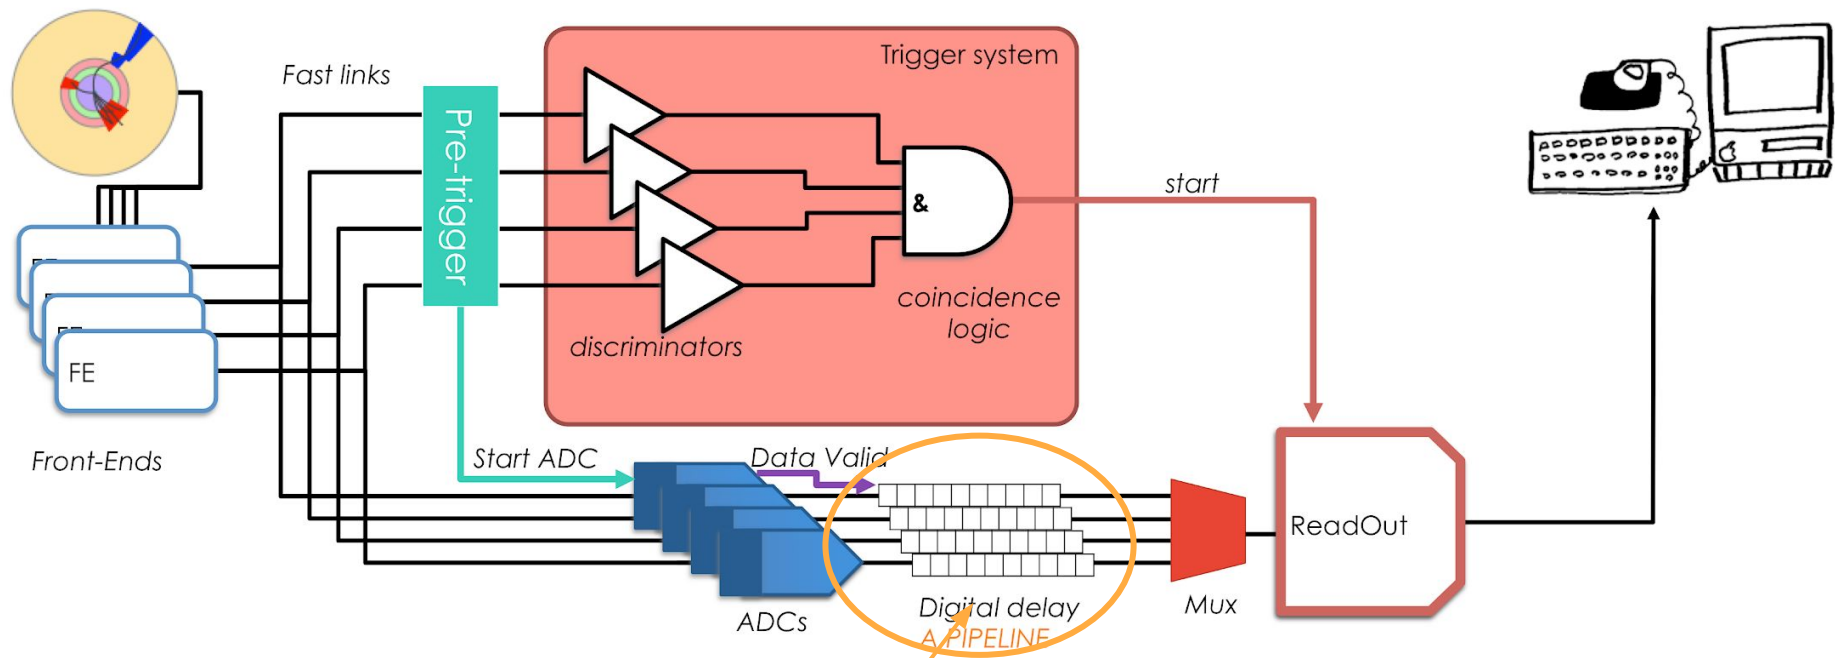 Trigger system
Fast links
Pre-trigger
&
start
coincidence
logic
discriminators
FE
Front-Ends
Start ADC
Data Valid
ReadOut
ADCs
Digital delay
A PIPELINE
Mux